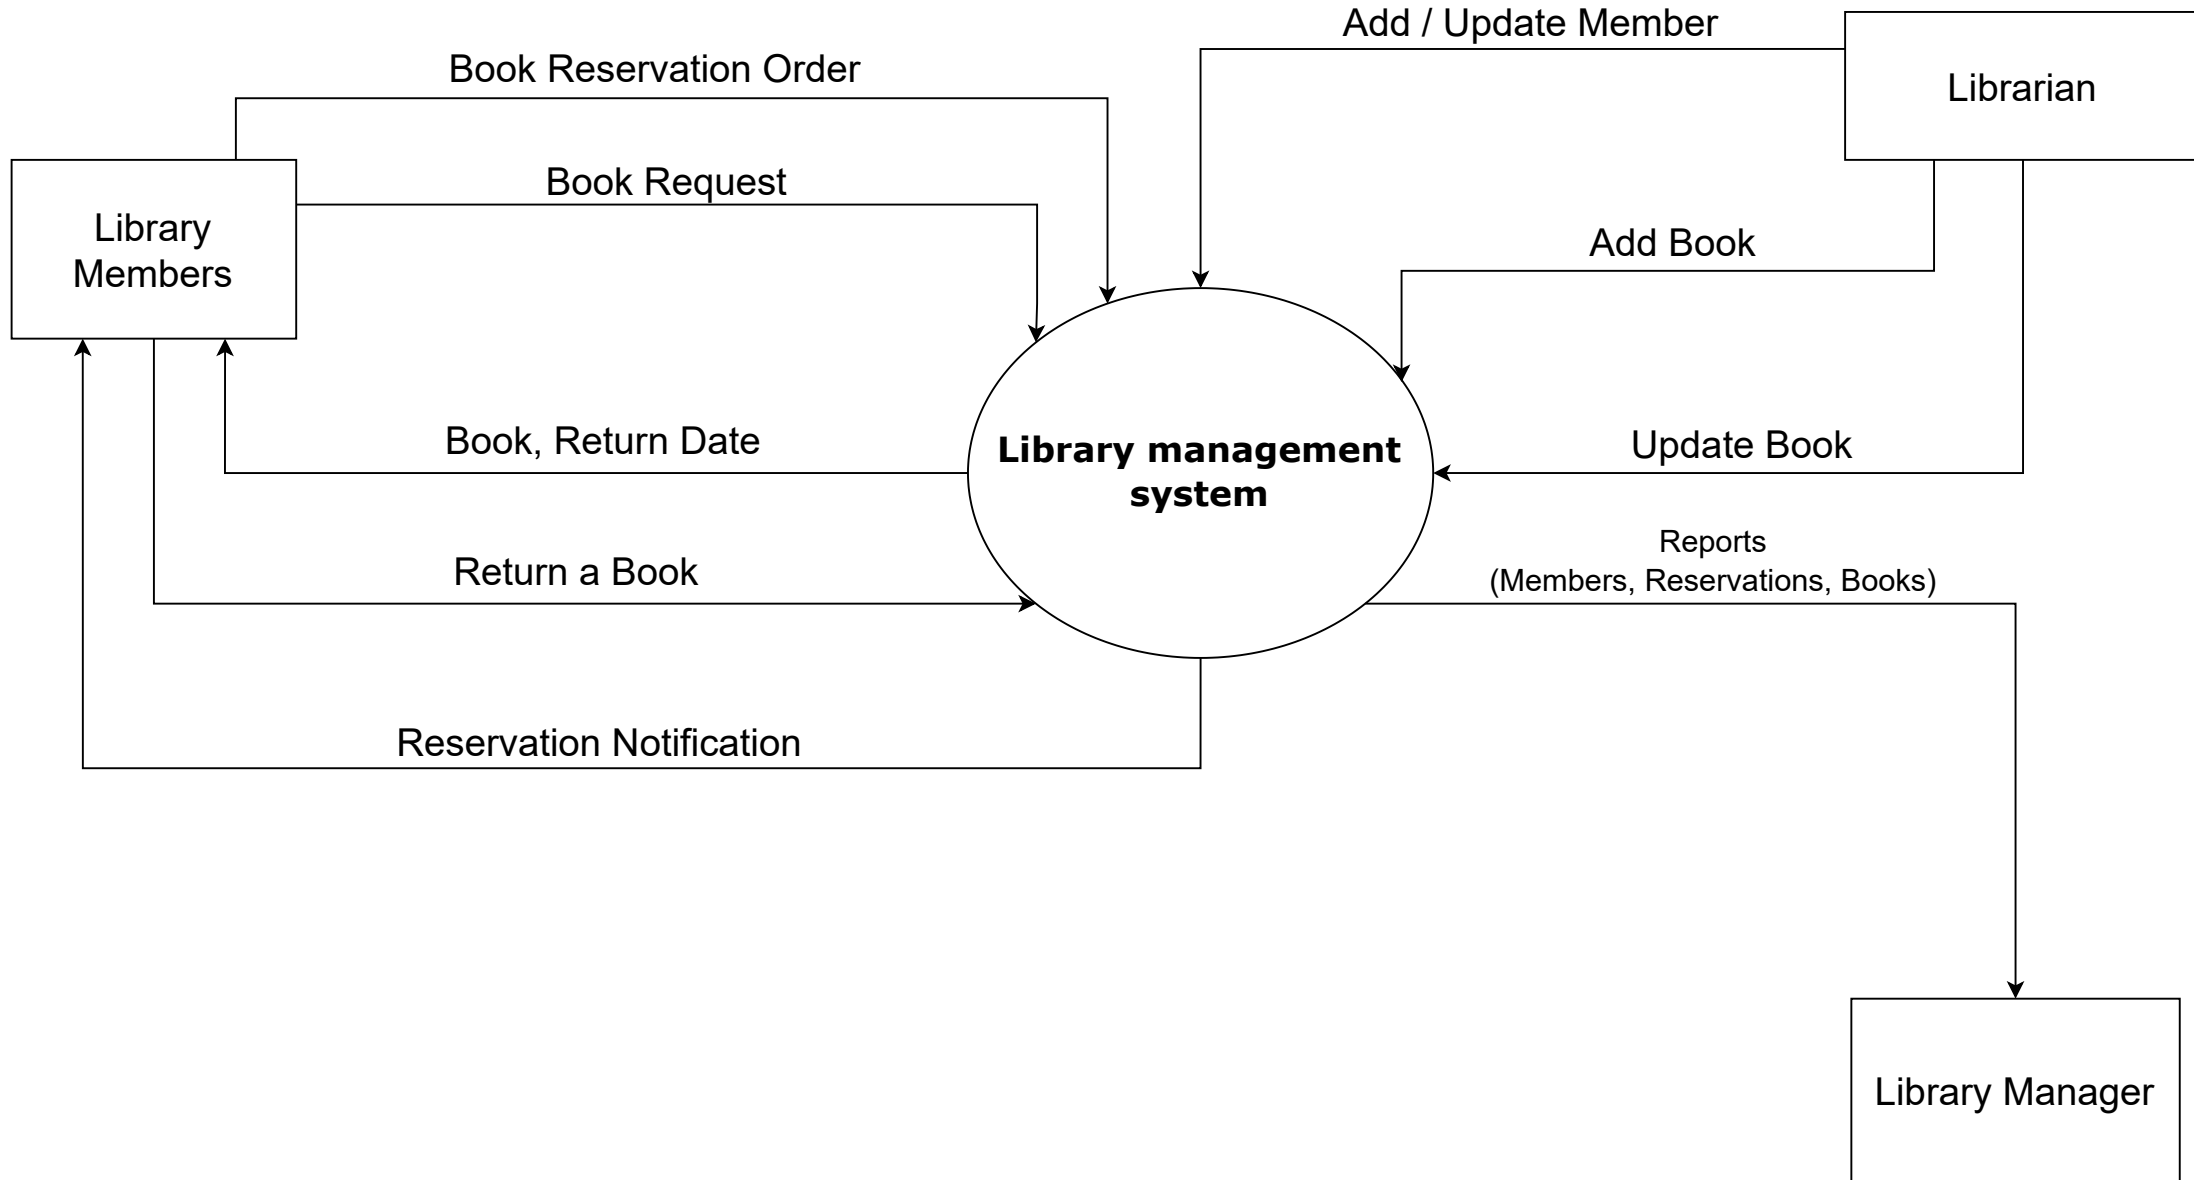 Add / Update Member
Book Reservation Order
Librarian
Book Request
Library
Members
Add Book
Book, Return Date
Library management
system
Update Book
Reports
(Members, Reservations, Books)
Return a Book
Reservation Notification
Library Manager